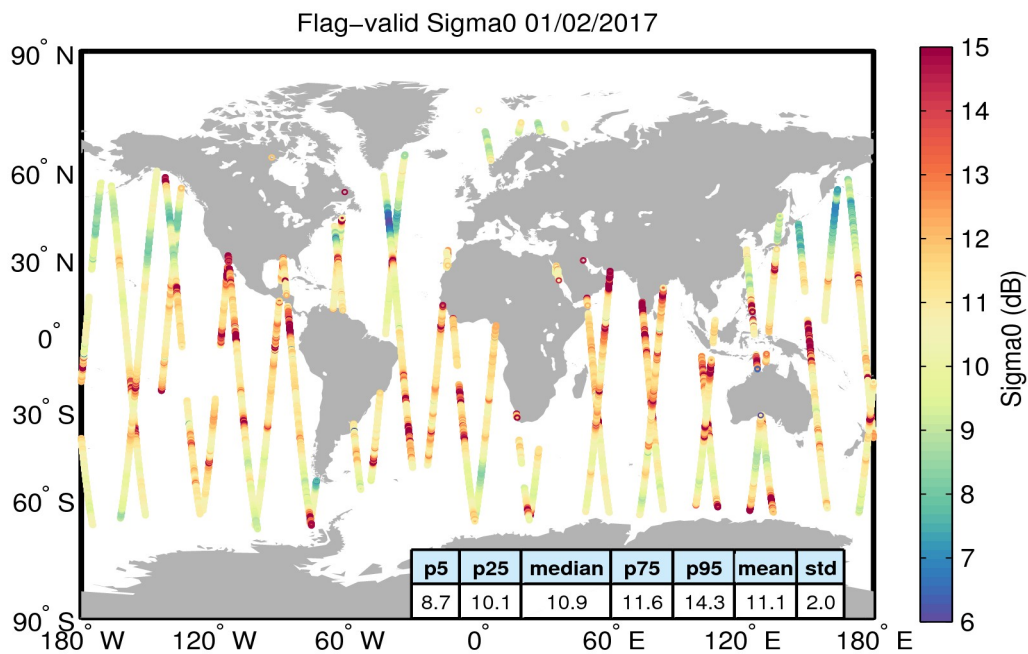 Flag−valid Sigma0 01/02/2017
90° N
60° N
30° N
0°
30° S
60° S
90° S
180° W
120° W
60° W
0°
60° E
120° E
180° E
p5 p25 median p75 p95 mean std
8.7 10.1 10.9 11.6 14.3 11.1 2.0
15
14
13
12
11
10
9
8
7
6
Sigma0 (dB)